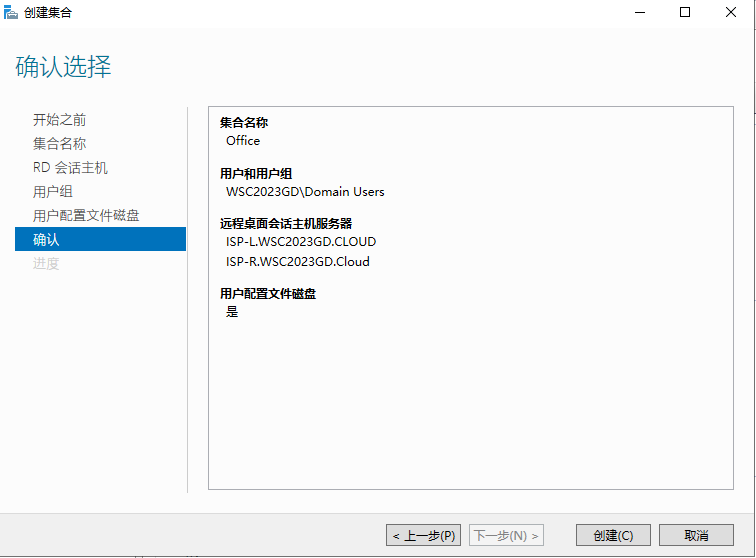 创建集合
确认选择
开始之前
集合名称
RD 会话主机
用户组
用户配置文件磁盘
确认
进度
集合名称
Office
用户和用户组
WSC2023GD\Domain Users
远程桌面会话主机服务器
ISP-L.WSC2023GD.CLOUD
ISP-R.WSC2023GD.Cloud
用户配置文件磁盘
是
< 上一步(P)
下一步(N) >
创建(C)
取消